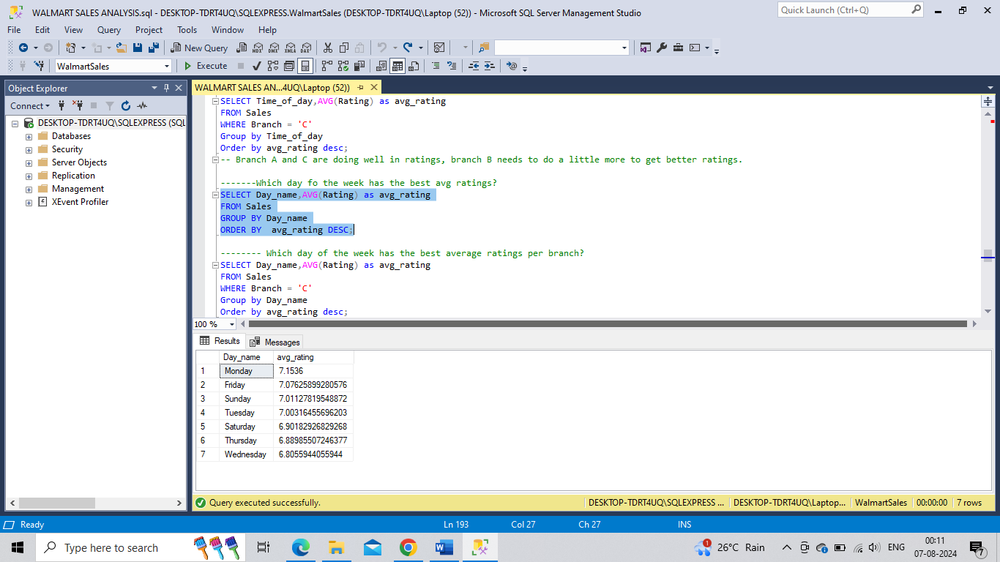 WALMART SALES ANALYSIS.sql - DESKTOP-TDRT4UQ\SQLEXPRESS.WalmartSales (DESKTOP-TDRT4UQ\Laptop (52)) - Microsoft SQL Server Management Studio
Quick Launch (Ctrl+Q)
File Edit View Query Project Tools Window Help
New Query MDX DMX XMLA DAX
WalmartSales Execute
Object Explorer
WALMART SALES AN...4UQ\Laptop (52))
Connect
DESKTOP-TDRT4UQ\SQLEXPRESS (SQL
Databases
Security
Server Objects
Replication
Management
XEvent Profiler
SELECT Time_of_day,AVG(Rating) as avg_rating
FROM Sales
WHERE Branch = 'C'
Group by Time_of_day
Order by avg_rating desc;
-- Branch A and C are doing well in ratings, branch B needs to do a little more to get better ratings.
-------Which day fo the week has the best avg ratings?
SELECT Day_name,AVG(Rating) as avg_rating
FROM Sales
GROUP BY Day_name
ORDER BY  avg_rating DESC;
-------- Which day of the week has the best average ratings per branch?
SELECT Day_name,AVG(Rating) as avg_rating
FROM Sales
WHERE Branch = 'C'
Group by Day_name
Order by avg_rating desc;
100 %
Results Messages
Day_name avg_rating
1 Monday 7.1536
2 Friday 7.07625899280576
3 Sunday 7.01127819548872
4 Tuesday 7.00316455696203
5 Saturday 6.90182926829268
6 Thursday 6.88985507246377
7 Wednesday 6.8055944055944
Query executed successfully. DESKTOP-TDRT4UQ\SQLEXPRESS ... DESKTOP-TDRT4UQ\Laptop... WalmartSales 00:00:00 7 rows
Ready Ln 193 Col 27 Ch 27 INS
Type here to search
1 26°C Rain ENG 00:11
07-08-2024 7